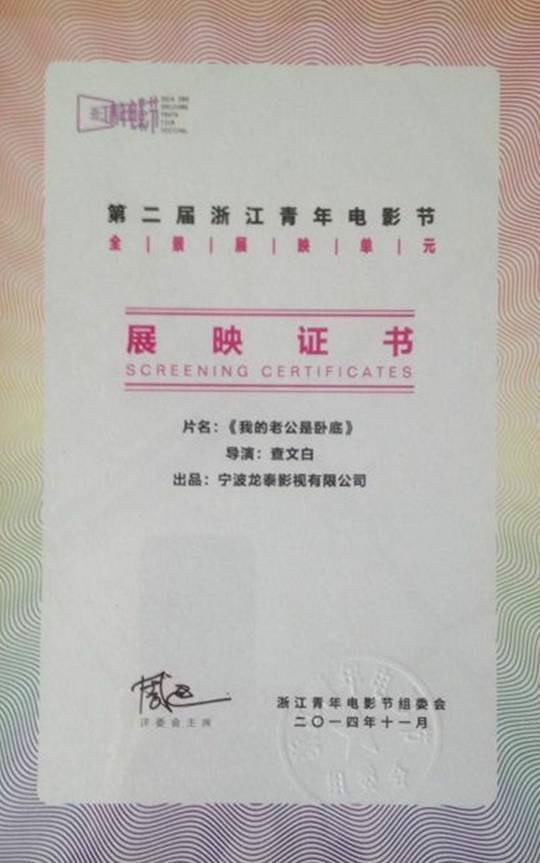 浙江青年电影节
第二届浙江青年电影节
全|景|展|映|单|元
展映证书
SCREENING CERTIFICATES
片名：《我的老公是卧底》
导演：查文白
出品：宁波龙泰影视有限公司
评委会主席
浙江青年电影节组委会
二〇一四年十一月